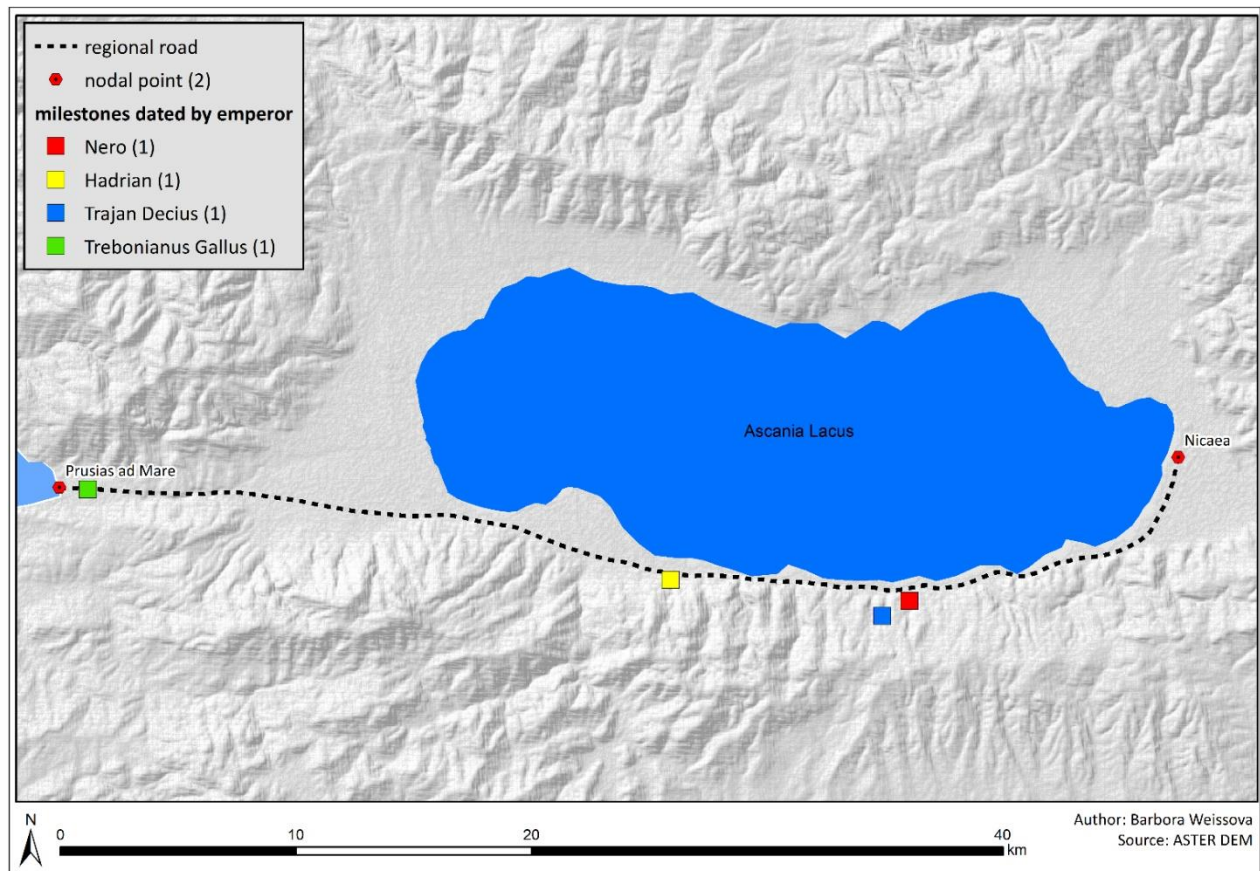 regional road
nodal point (2)
milestones dated by emperor
Nero (1)
Hadrian (1)
Trajan Decius (1)
Trebonianus Gallus (1)
Ascania Lacus
Nicaea
Prusias ad Mare
N
0 10 20 40
km
Author: Barbora Weissova
Source: ASTER DEM